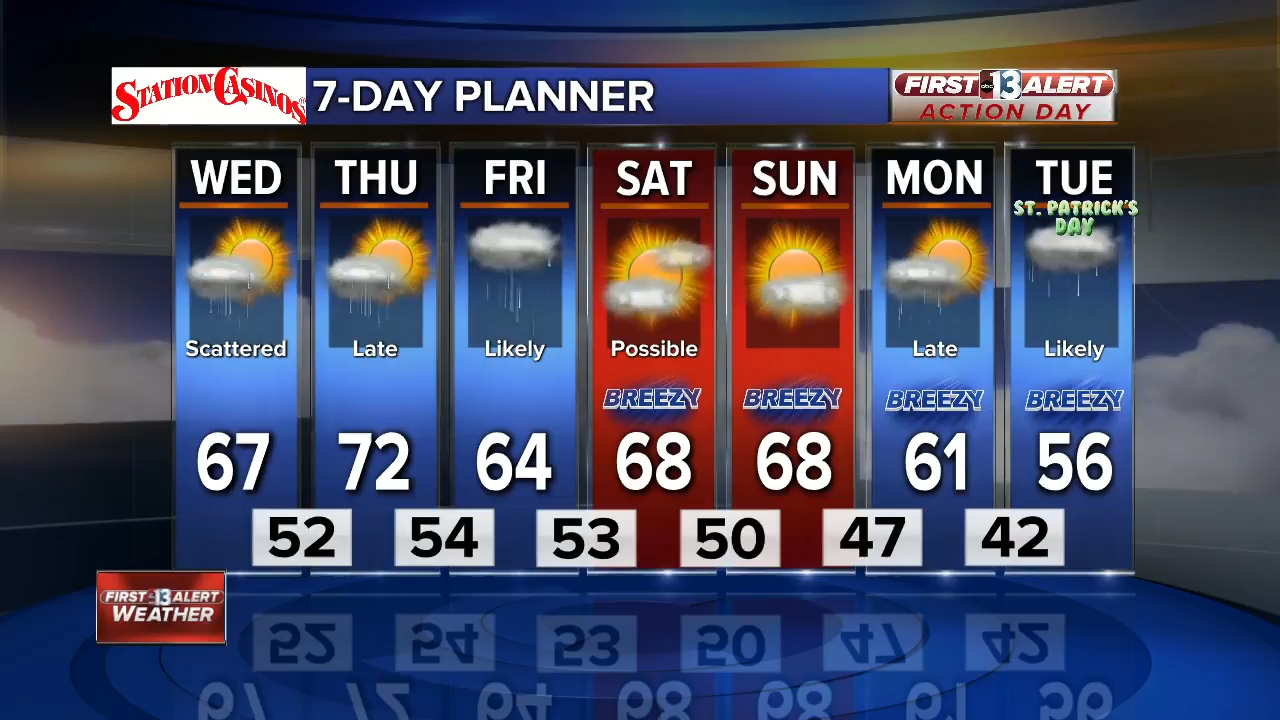 STATION CASINOS
7-DAY PLANNER
FIRST abc 13 ALERT
ACTION DAY
WED THU FRI SAT SUN MON TUE
ST. PATRICK'S
DAY
Scattered Late Likely Possible Late Likely
BREEZY BREEZY BREEZY BREEZY
67 72 64 68 68 61 56
52 54 53 50 47 42
FIRST 13 ALERT
WEATHER